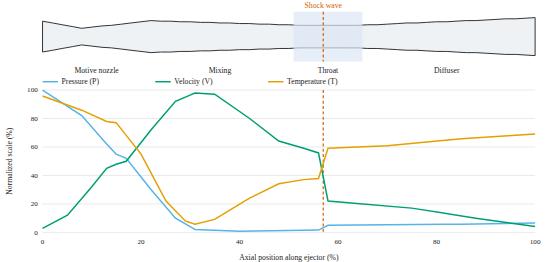 Shock wave
Motive nozzle Mixing Throat Diffuser
Pressure (P) Velocity (V) Temperature (T)
100
80
60
40
20
0
Normalized scale (%)
0 20 40 60 80 100
Axial position along ejector (%)